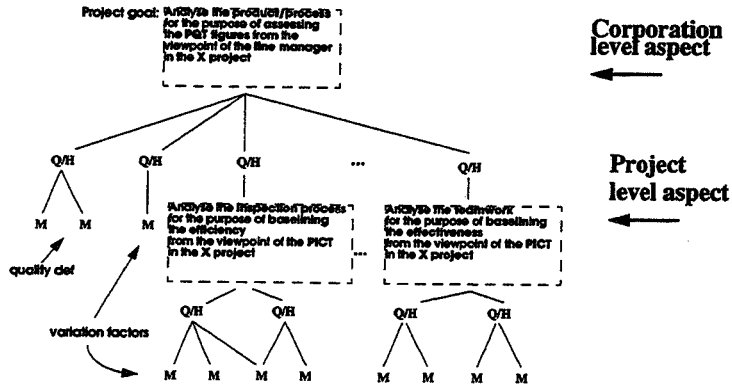 Project goal: Analyse the product/process
for the purpose of assessing
the PQT figures from the
viewpoint of the line manager
in the X project
Corporation
level aspect
Q/H Q/H Q/H ... Q/H
Project
level aspect
M M M
Analyse the inspection process
for the purpose of baselining
the efficiency
from the viewpoint of the PICT
in the X project
...
Analyse the Teamwork
for the purpose of baselining
the effectiveness
from the viewpoint of the PICT
in the X project
quality def
variation factors
Q/H Q/H Q/H Q/H
M M M M M M M M